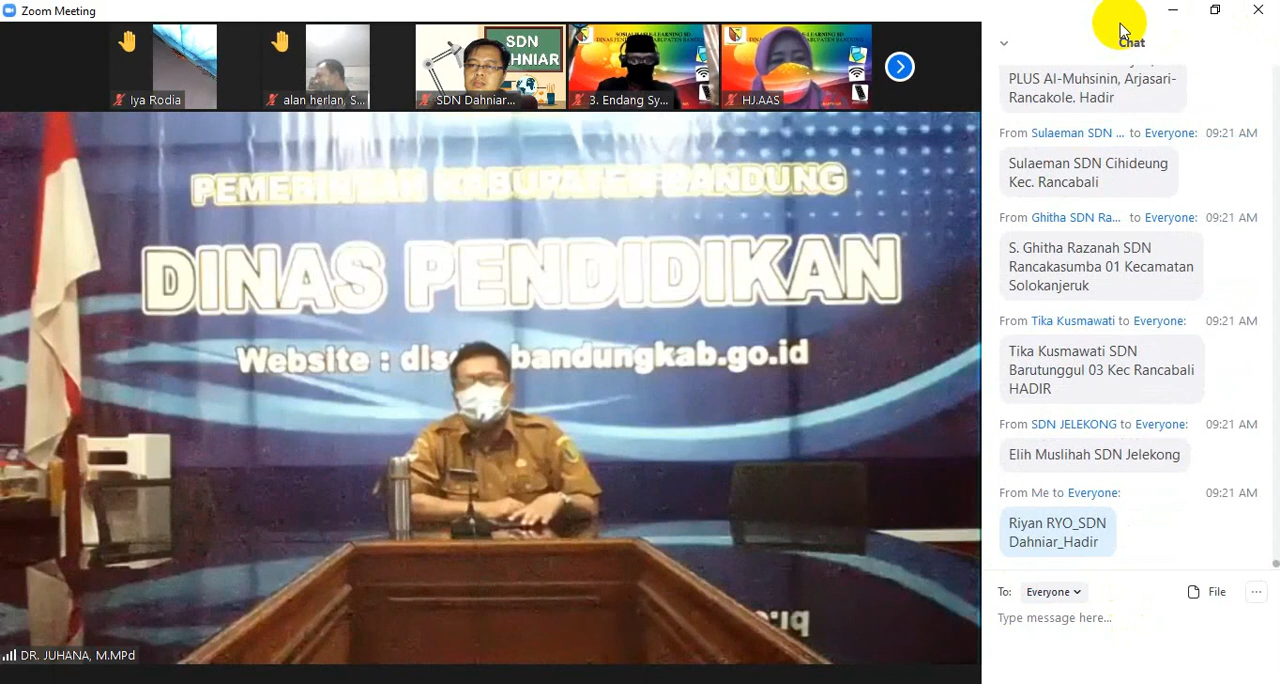 Zoom Meeting
Iya Rodia
alan herlan, S...
SDN
HNIAR
SDN Dahniar...
3. Endang Sy...
HJ.AAS
PEMERINTAH KABUPATEN BANDUNG
DINAS PENDIDIKAN
Website : dis bandungkab.go.id
DR. JUHANA, M.MPd
Chat
PLUS Al-Muhsinin, Arjasari-
Rancakole. Hadir
From Sulaeman SDN ... to Everyone: 09:21 AM
Sulaeman SDN Cihideung
Kec. Rancabali
From Ghitha SDN Ra... to Everyone: 09:21 AM
S. Ghitha Razanah SDN
Rancakasumba 01 Kecamatan
Solokanjeruk
From Tika Kusmawati to Everyone: 09:21 AM
Tika Kusmawati SDN
Barutunggul 03 Kec Rancabali
HADIR
From SDN JELEKONG to Everyone: 09:21 AM
Elih Muslihah SDN Jelekong
From Me to Everyone: 09:21 AM
Riyan RYO_SDN
Dahniar_Hadir
To: Everyone File ...
Type message here...